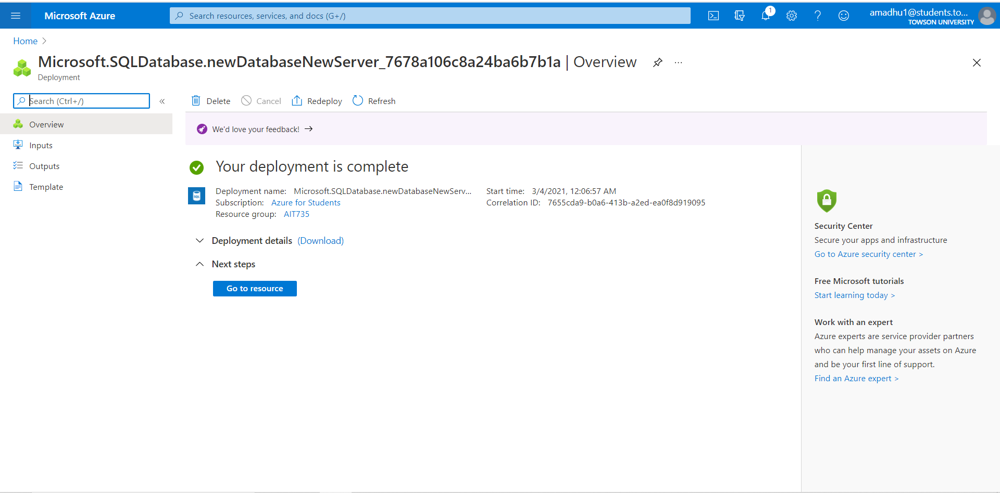 Microsoft Azure
Search resources, services, and docs (G+/)
1
amadhu1@students.to...
TOWSON UNIVERSITY
Home
Microsoft.SQLDatabase.newDatabaseNewServer_7678a106c8a24ba6b7b1a | Overview
Deployment
Search (Ctrl+/)
Delete
Cancel
Redeploy
Refresh
Overview
Inputs
Outputs
Template
We'd love your feedback!
Your deployment is complete
SQL
Deployment name: Microsoft.SQLDatabase.newDatabaseNewServ...
Subscription: Azure for Students
Resource group: AIT735
Start time: 3/4/2021, 12:06:57 AM
Correlation ID: 7655cda9-b0a6-413b-a2ed-ea0f8d919095
Deployment details (Download)
Next steps
Go to resource
Security Center
Secure your apps and infrastructure
Go to Azure security center >
Free Microsoft tutorials
Start learning today >
Work with an expert
Azure experts are service provider partners
who can help manage your assets on Azure
and be your first line of support.
Find an Azure expert >